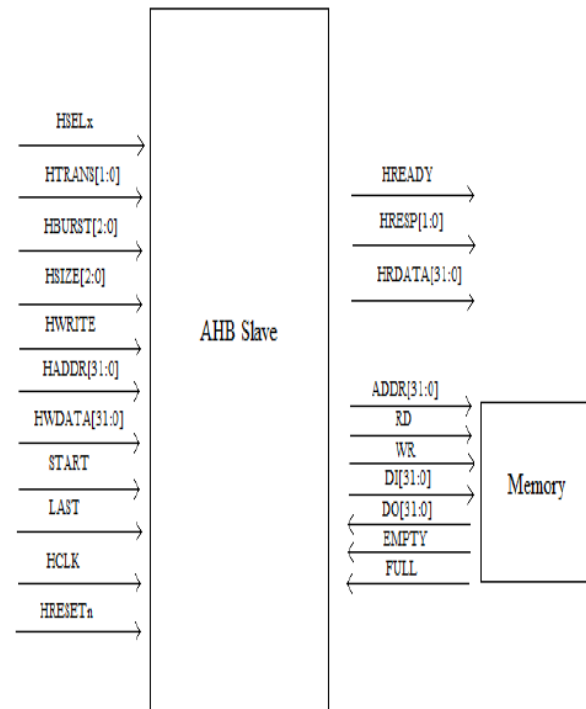 HSELx
HTRANS[1:0]
HBURST[2:0]
HSIZE[2:0]
HWRITE
HADDR[31:0]
HWDATA[31:0]
START
LAST
HCLK
HRESETn
AHB Slave
HREADY
HRESP[1:0]
HRDATA[31:0]
ADDR[31:0]
RD
WR
DI[31:0]
DO[31:0]
EMPTY
FULL
Memory